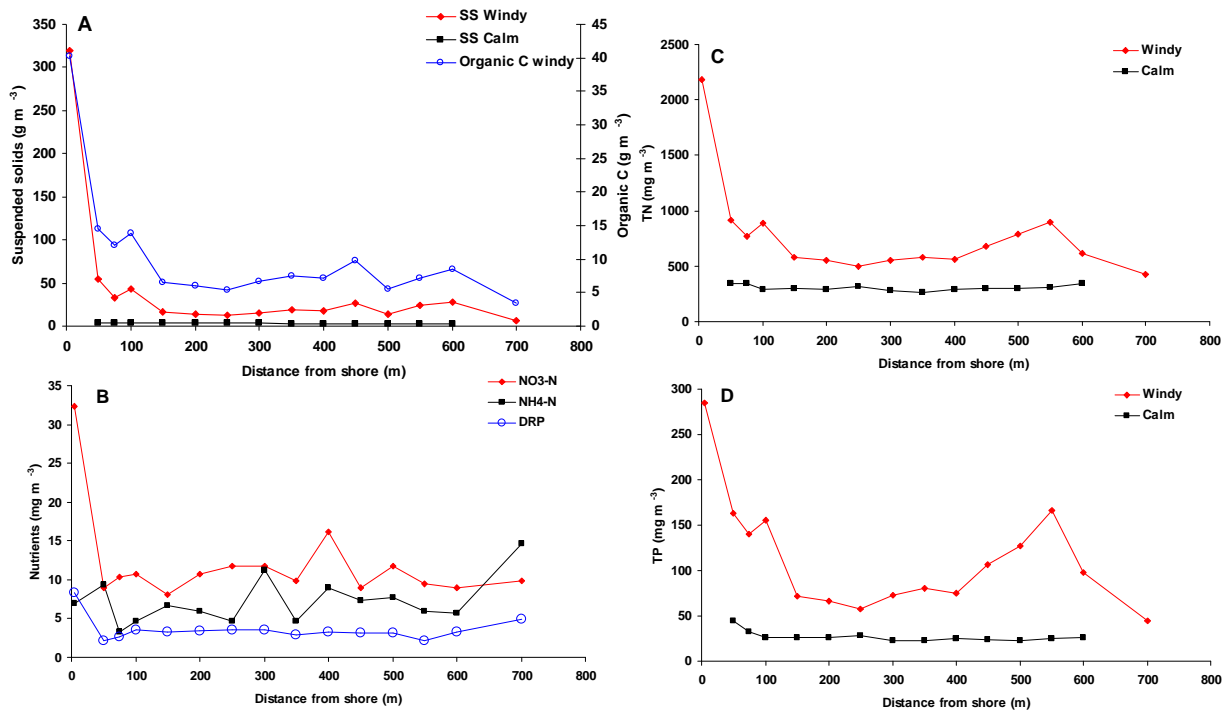 A
SS Windy
SS Calm
Organic C windy
Suspended solids (g m -3)
350
300
250
200
150
100
50
0
45
40
35
30
25
20
15
10
5
0
Organic C (g m -3)
0 100 200 300 400 500 600 700 800
Distance from shore (m)
C
Windy
Calm
TN (mg m -3)
2500
2000
1500
1000
500
0
0 100 200 300 400 500 600 700 800
Distance from shore (m)
B
NO3-N
NH4-N
DRP
Nutrients (mg m -3)
35
30
25
20
15
10
5
0
0 100 200 300 400 500 600 700 800
Distance from shore (m)
D
Windy
Calm
TP (mg m -3)
300
250
200
150
100
50
0
0 100 200 300 400 500 600 700 800
Distance from shore (m)